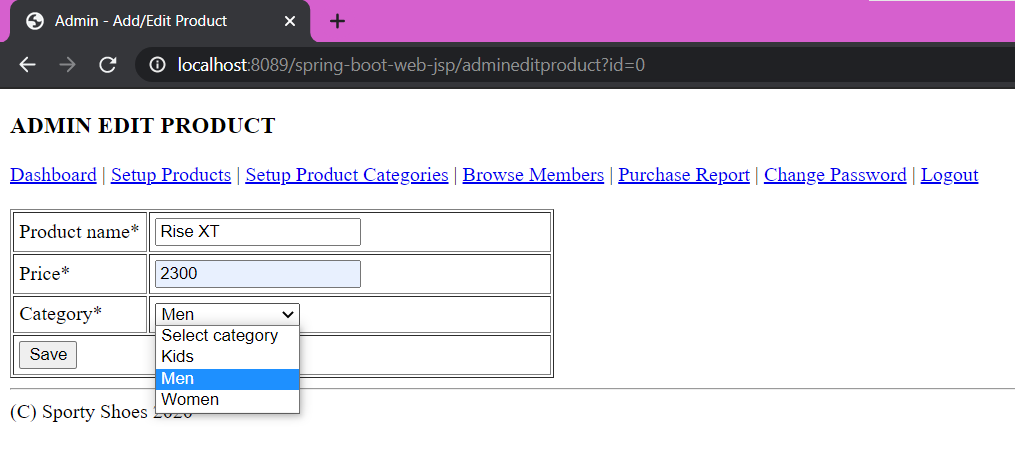 Admin - Add/Edit Product
localhost:8089/spring-boot-web-jsp/admineditproduct?id=0
ADMIN EDIT PRODUCT
Dashboard | Setup Products | Setup Product Categories | Browse Members | Purchase Report | Change Password | Logout
Product name* Rise XT
Price* 2300
Category* Men
Select category
Kids
Men
Women
Save
(C) Sporty Shoes 2020